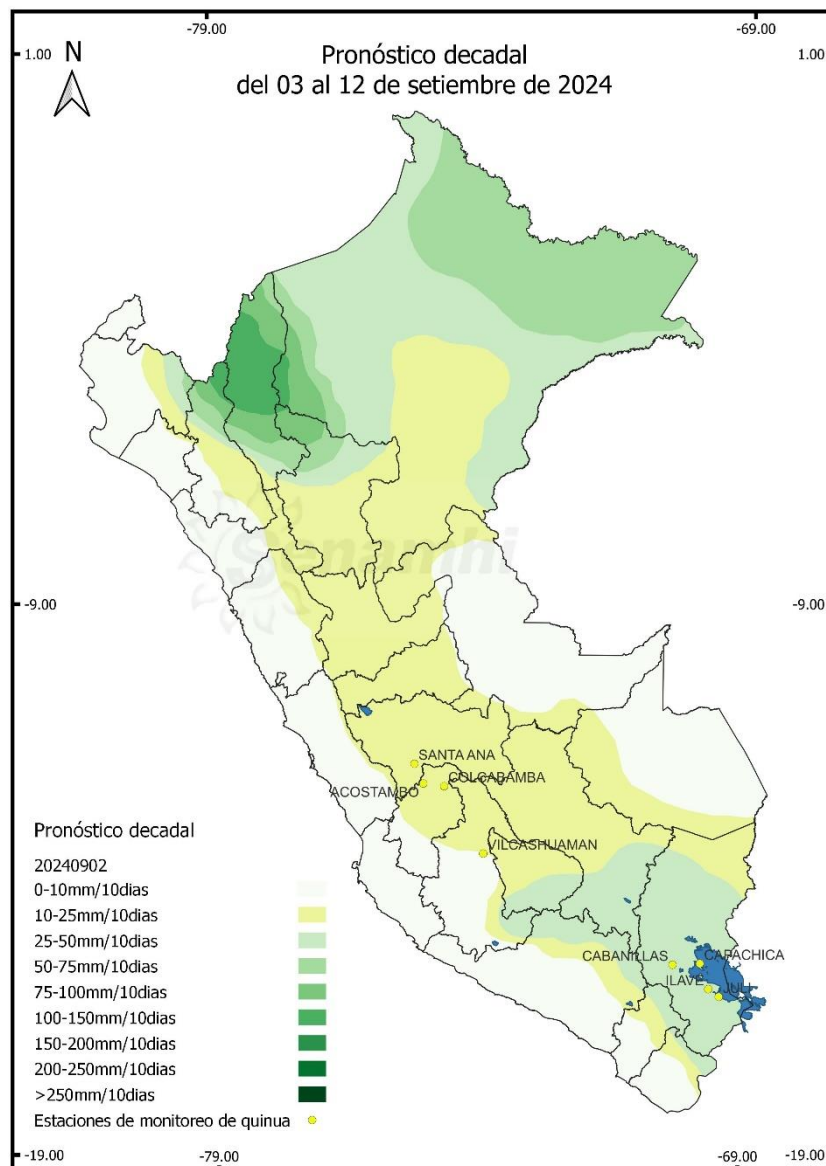 -79.00
-69.00
1.00
1.00
N
Pronóstico decadal
del 03 al 12 de setiembre de 2024
Senamhi
-9.00
-9.00
SANTA ANA
ACOSTAMBO
COLCABAMBA
VILCASHUAMAN
CABANILLAS
CAPACHICA
ILAVE
JULI
Pronóstico decadal
20240902
0-10mm/10dias
10-25mm/10dias
25-50mm/10dias
50-75mm/10dias
75-100mm/10dias
100-150mm/10dias
150-200mm/10dias
200-250mm/10dias
>250mm/10dias
Estaciones de monitoreo de quinua
-19.00
-79.00
-69.00
-19.00